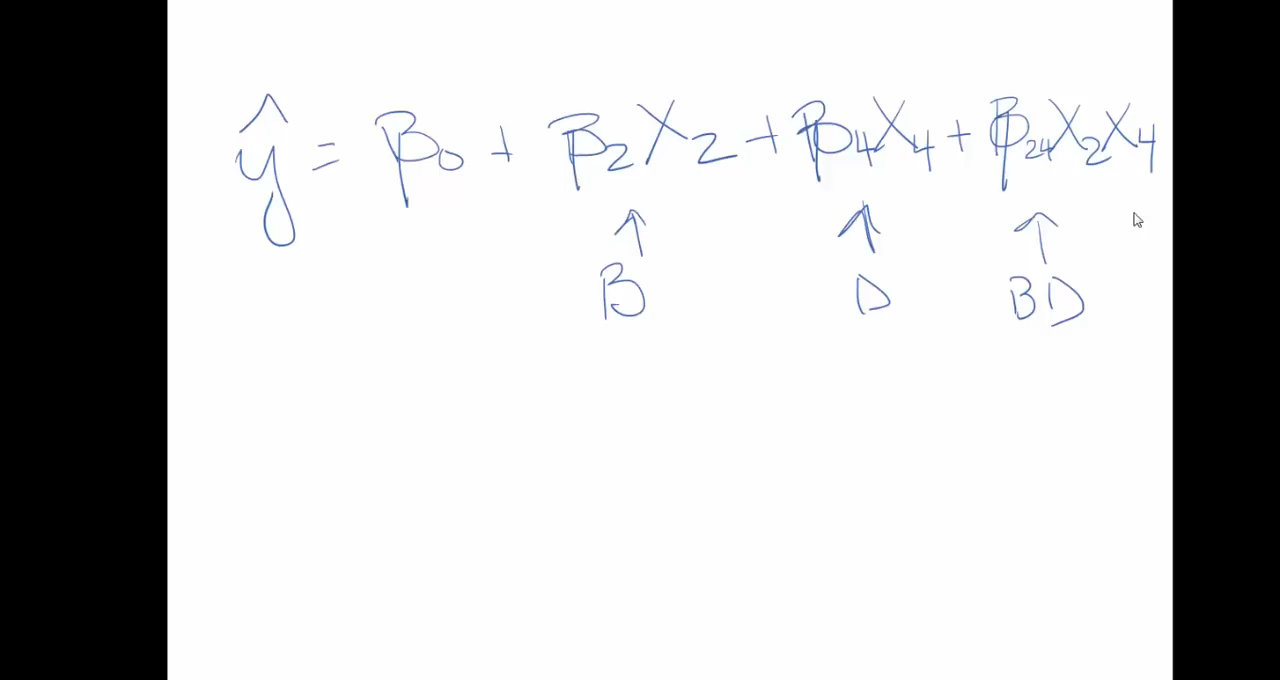 ŷ = β₀ + β₂X₂ + β₄X₄ + β₂₄X₂X₄
↑ ↑ ↑
B D BD